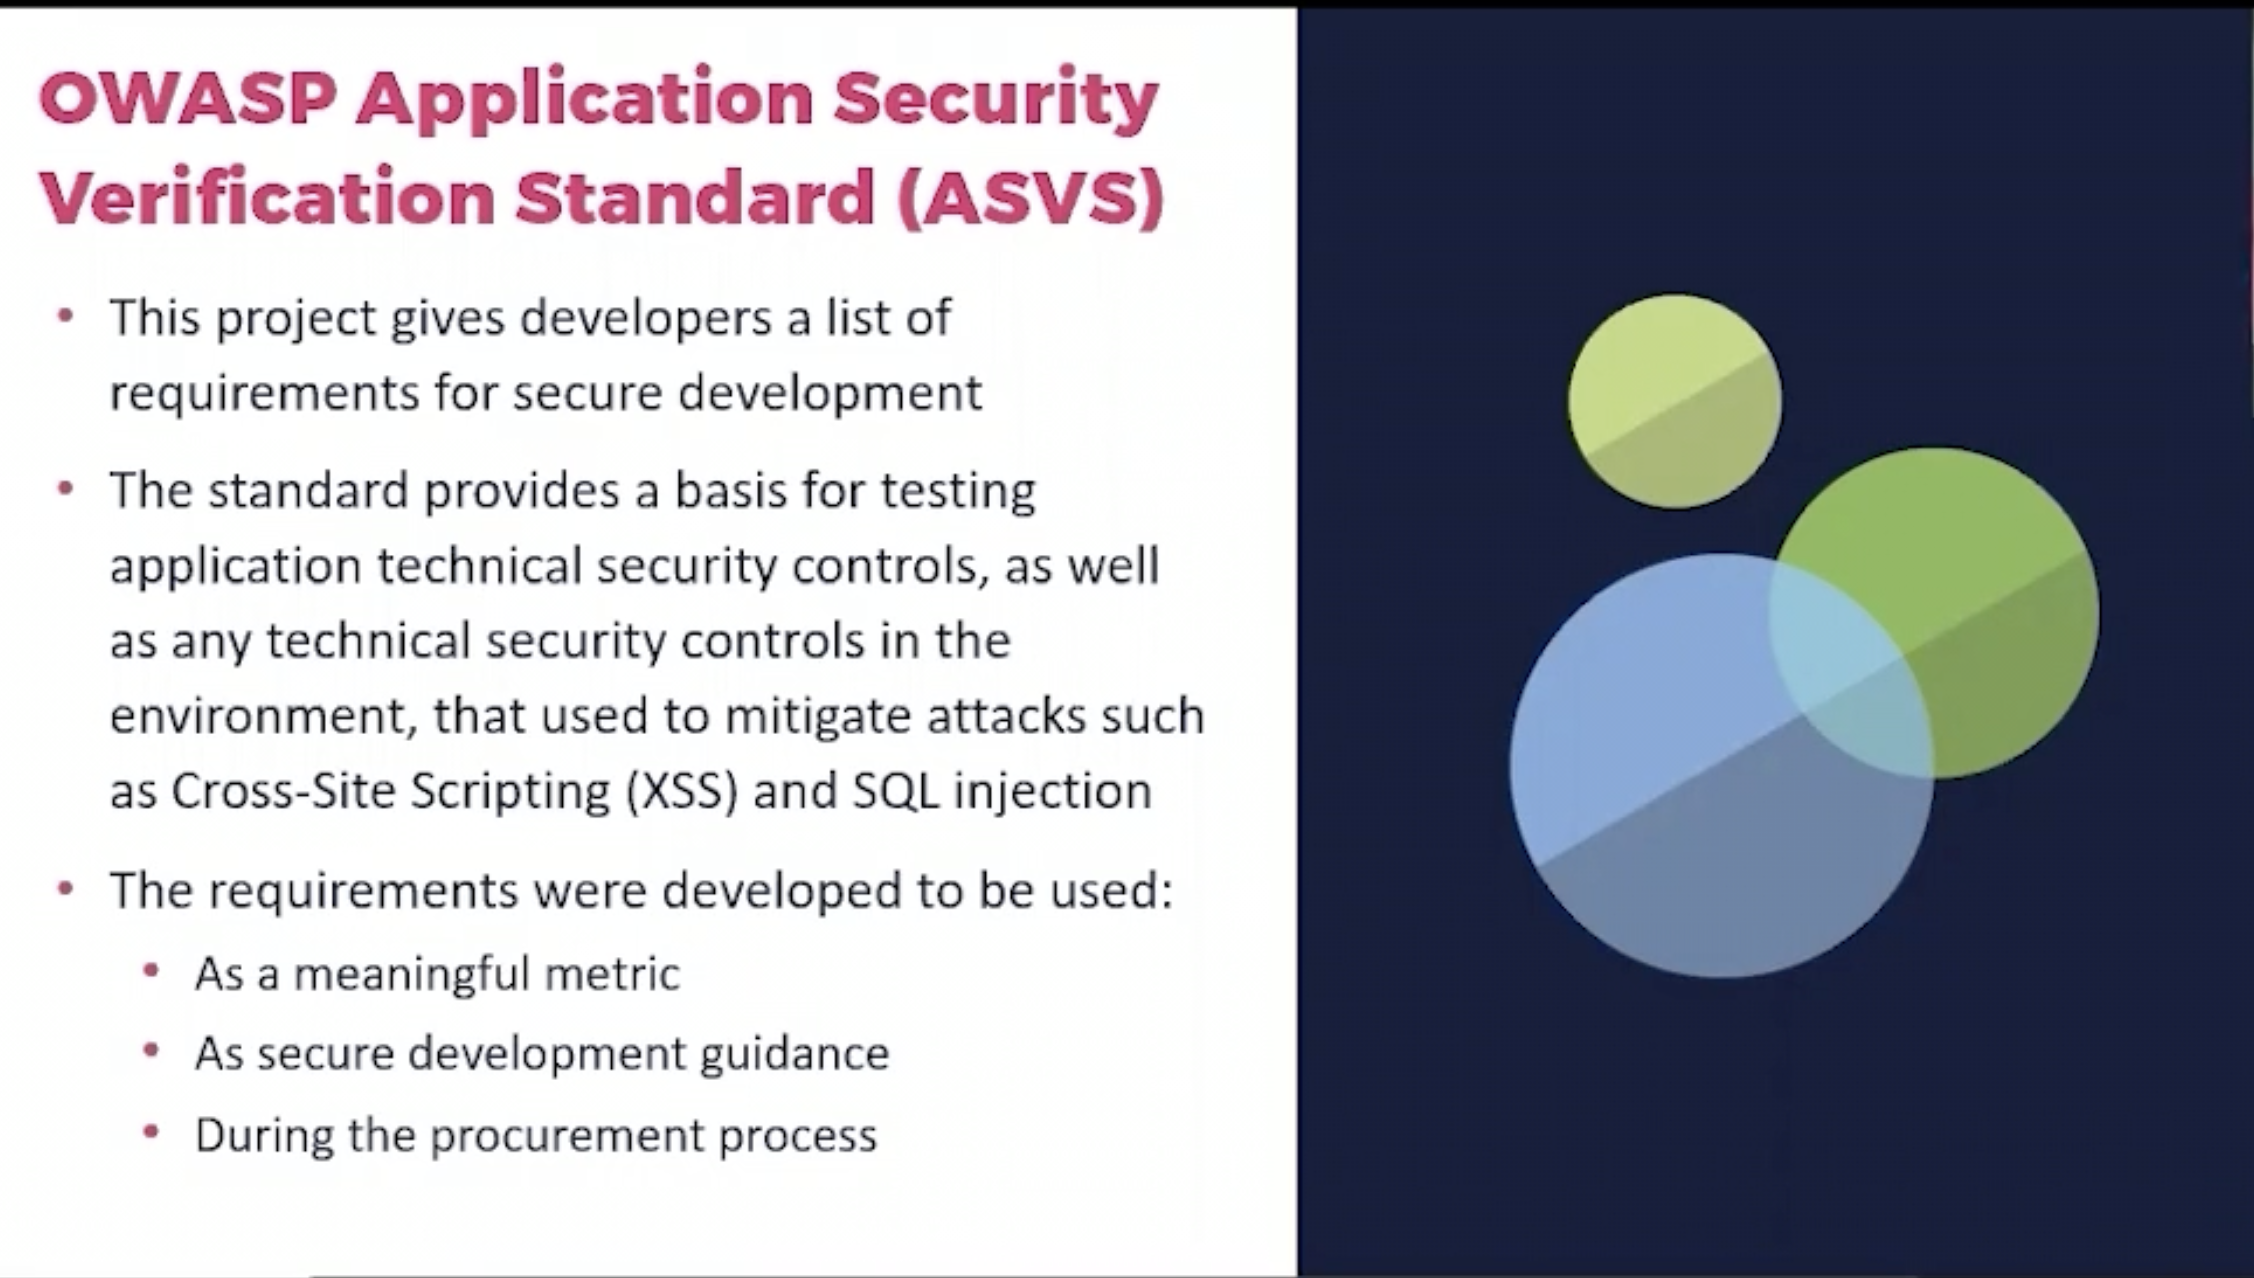 OWASP Application Security
Verification Standard (ASVS)
• This project gives developers a list of
requirements for secure development
• The standard provides a basis for testing
application technical security controls, as well
as any technical security controls in the
environment, that used to mitigate attacks such
as Cross-Site Scripting (XSS) and SQL injection
• The requirements were developed to be used:
• As a meaningful metric
• As secure development guidance
• During the procurement process